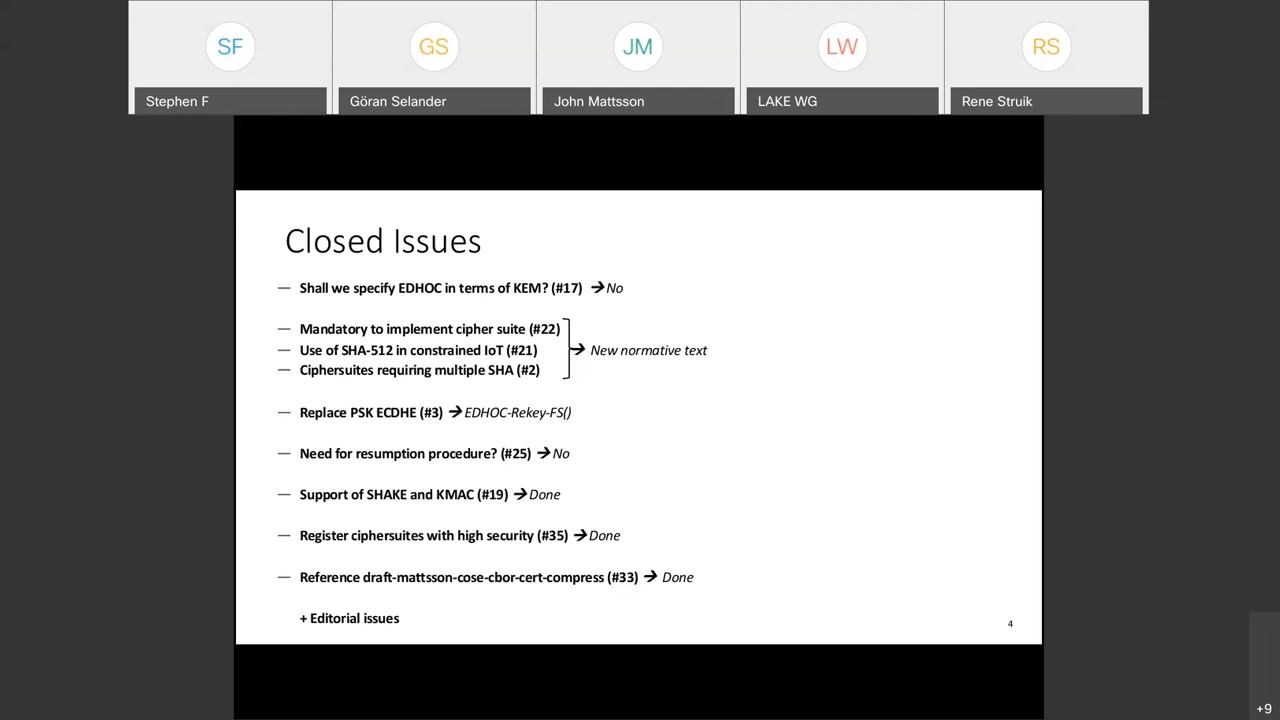 SF GS JM LW RS
Stephen F Göran Selander John Mattsson LAKE WG Rene Struik
Closed Issues
— Shall we specify EDHOC in terms of KEM? (#17) → No
— Mandatory to implement cipher suite (#22)
— Use of SHA-512 in constrained IoT (#21) → New normative text
— Ciphersuites requiring multiple SHA (#2)
— Replace PSK ECDHE (#3) → EDHOC-Rekey-FS()
— Need for resumption procedure? (#25) → No
— Support of SHAKE and KMAC (#19) → Done
— Register ciphersuites with high security (#35) → Done
— Reference draft-mattsson-cose-cbor-cert-compress (#33) → Done
+ Editorial issues
4
+9